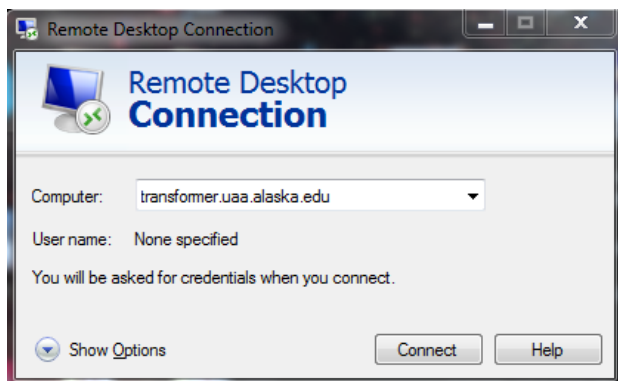 Remote Desktop Connection
Remote Desktop
Connection
Computer: transformer.uaa.alaska.edu
User name: None specified
You will be asked for credentials when you connect.
Show Options Connect Help